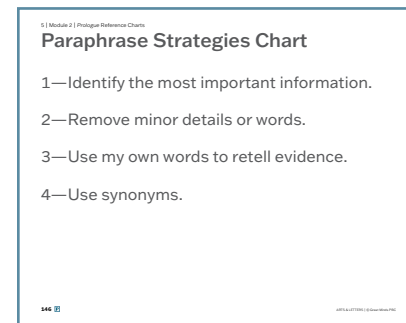 5 | Module 2 | Prologue Reference Charts
Paraphrase Strategies Chart
1—Identify the most important information.
2—Remove minor details or words.
3—Use my own words to retell evidence.
4—Use synonyms.
146 P
ARTS & LETTERS | © Great Minds PBC